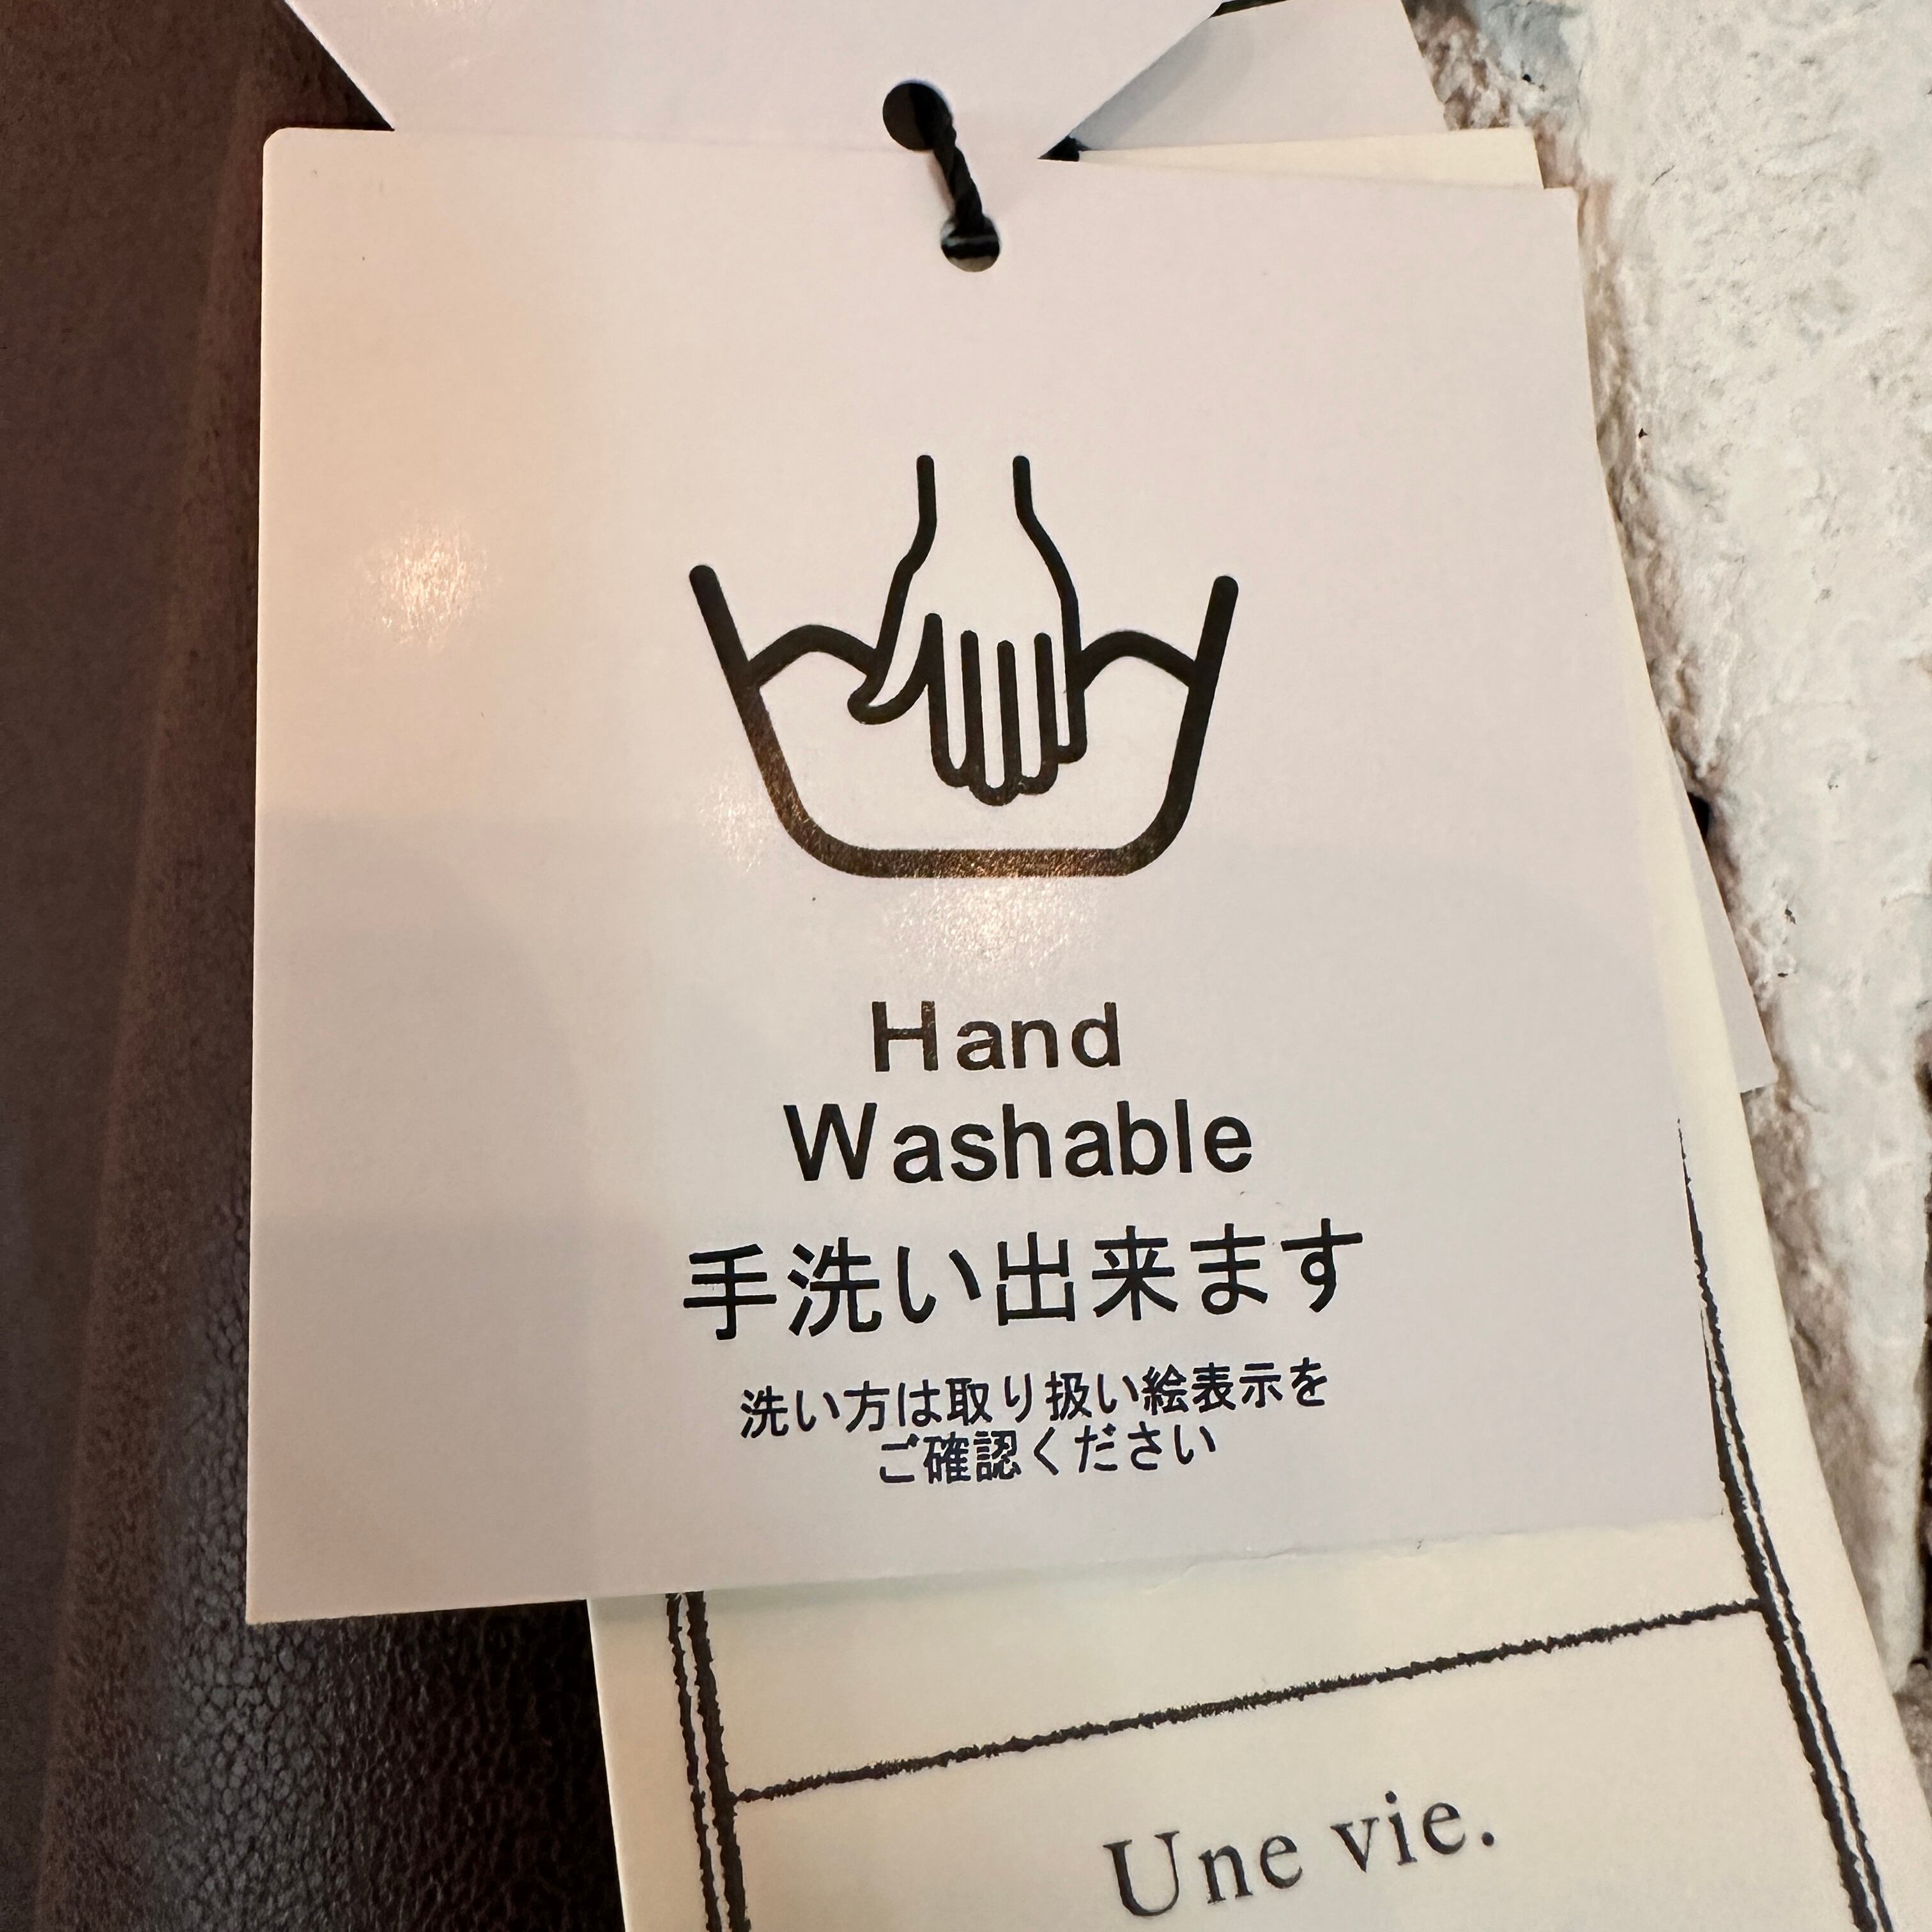 Hand
Washable
手洗い出来ます
洗い方は取り扱い絵表示を
ご確認ください
Une vie.